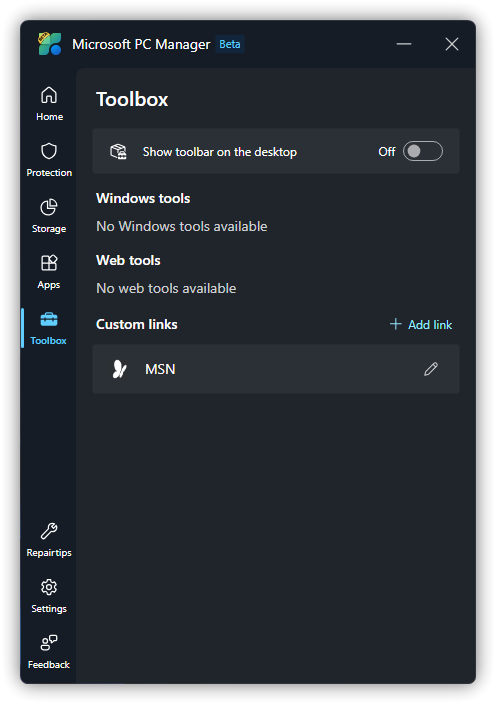 Microsoft PC Manager Beta
Home
Protection
Storage
Apps
Toolbox
Repairtips
Settings
Feedback
Toolbox
Show toolbar on the desktop Off
Windows tools
No Windows tools available
Web tools
No web tools available
Custom links + Add link
MSN